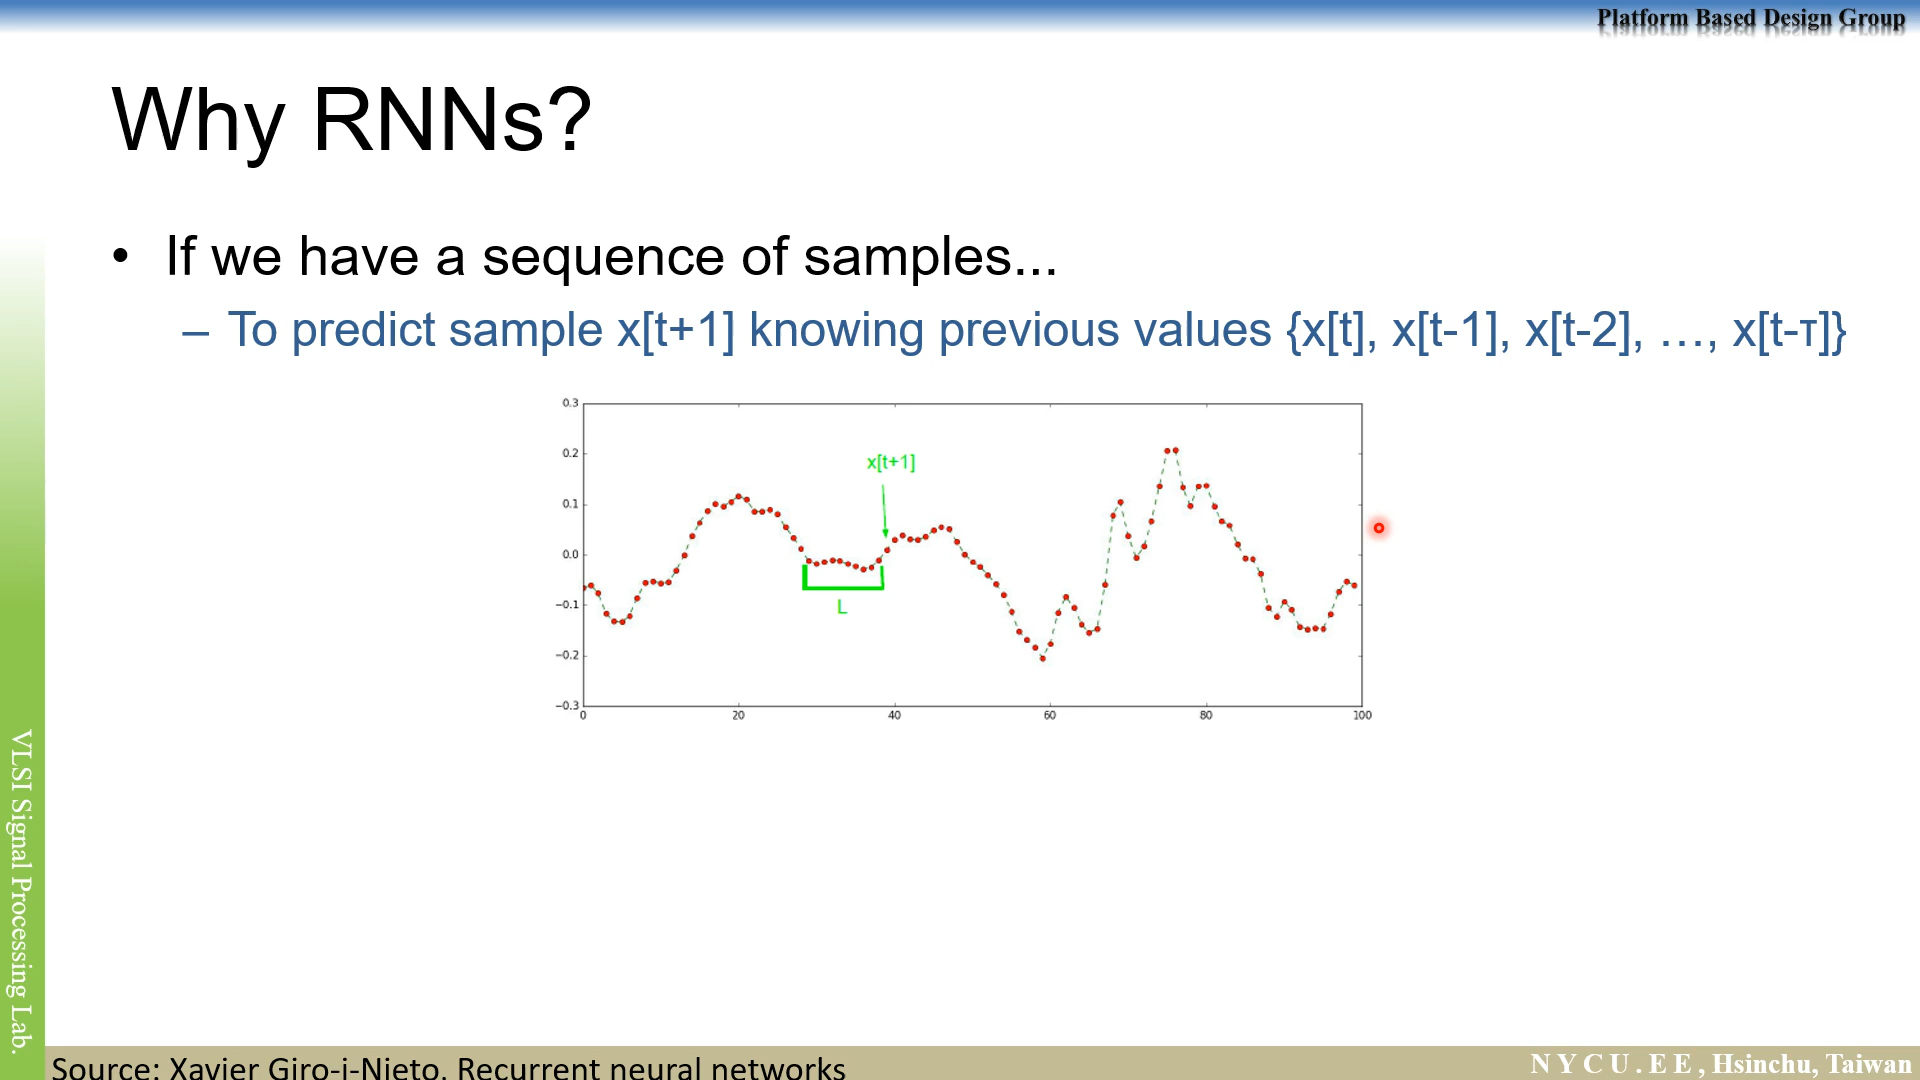 Platform Based Design Group
Why RNNs?
• If we have a sequence of samples...
– To predict sample x[t+1] knowing previous values {x[t], x[t-1], x[t-2], …, x[t-τ]}
0.3
0.2
0.1
0.0
−0.1
−0.2
−0.3
x[t+1]
L
0 20 40 60 80 100
VLSI Signal Processing Lab.
Source: Xavier Giro-i-Nieto, Recurrent neural networks
N Y C U . E E , Hsinchu, Taiwan